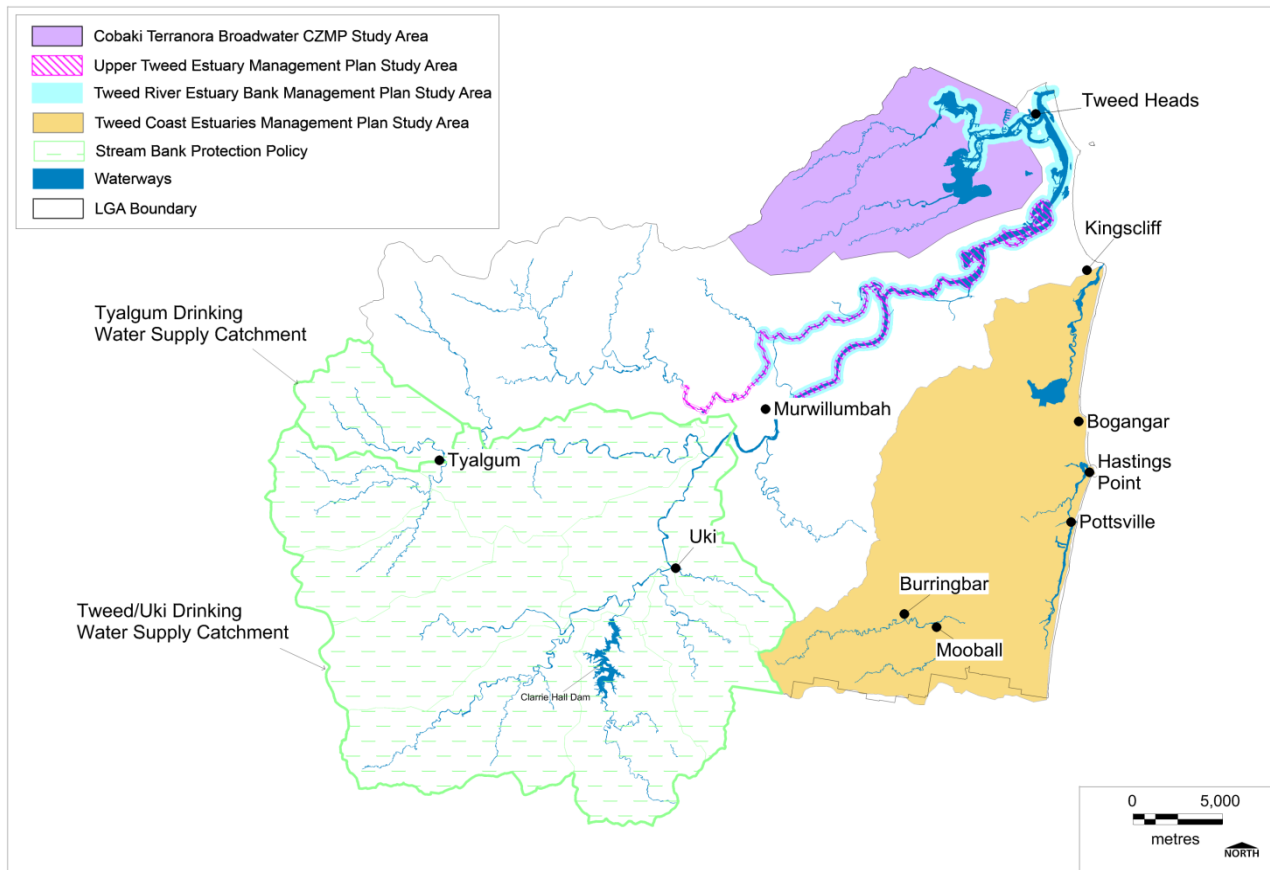 Cobaki Terranora Broadwater CZMP Study Area
Upper Tweed Estuary Management Plan Study Area
Tweed River Estuary Bank Management Plan Study Area
Tweed Coast Estuaries Management Plan Study Area
Stream Bank Protection Policy
Waterways
LGA Boundary
Tweed Heads
Kingscliff
Tyalgum Drinking
Water Supply Catchment
Murwillumbah
Bogangar
Tyalgum
Hastings
Point
Pottsville
Uki
Burringbar
Tweed/Uki Drinking
Water Supply Catchment
Mooball
Clarrie Hall Dam
0 5,000
metres
NORTH